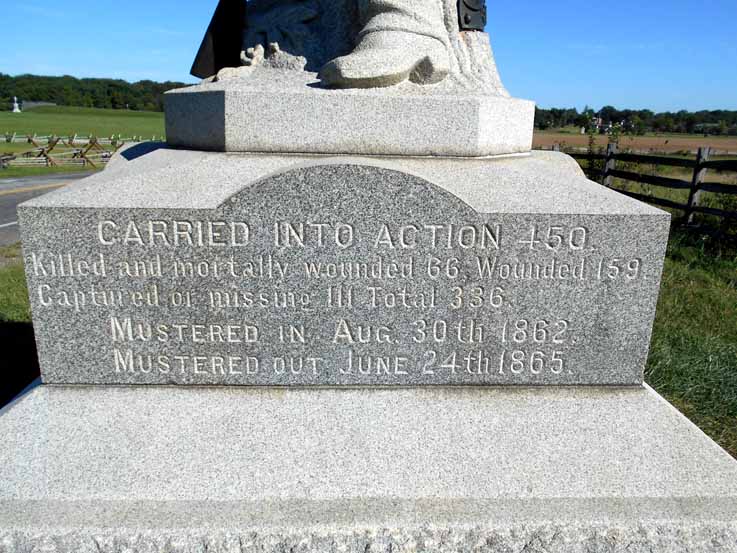 CARRIED INTO ACTION 450.
Killed and mortally wounded 66. Wounded 159.
Captured or missing 111 Total 336.
MUSTERED IN AUG. 30th 1862.
MUSTERED OUT JUNE 24th 1865.